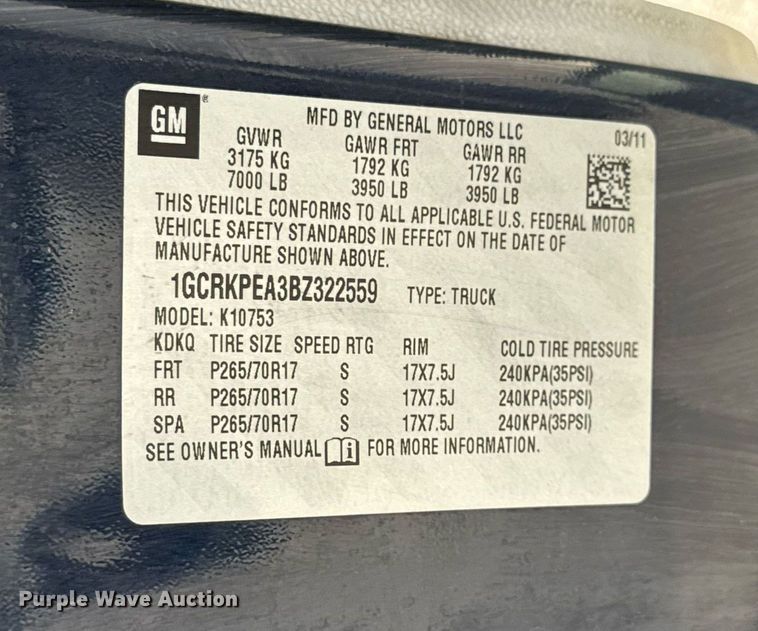 GM ®
MFD BY GENERAL MOTORS LLC 03/11
GVWR GAWR FRT GAWR RR
3175 KG 1792 KG 1792 KG
7000 LB 3950 LB 3950 LB
THIS VEHICLE CONFORMS TO ALL APPLICABLE U.S. FEDERAL MOTOR
VEHICLE SAFETY STANDARDS IN EFFECT ON THE DATE OF
MANUFACTURE SHOWN ABOVE.
1GCRKPEA3BZ322559 TYPE: TRUCK
MODEL: K10753
KDKQ TIRE SIZE SPEED RTG RIM COLD TIRE PRESSURE
FRT P265/70R17 S 17X7.5J 240KPA(35PSI)
RR P265/70R17 S 17X7.5J 240KPA(35PSI)
SPA P265/70R17 S 17X7.5J 240KPA(35PSI)
SEE OWNER'S MANUAL i FOR MORE INFORMATION.
Purple Wave Auction